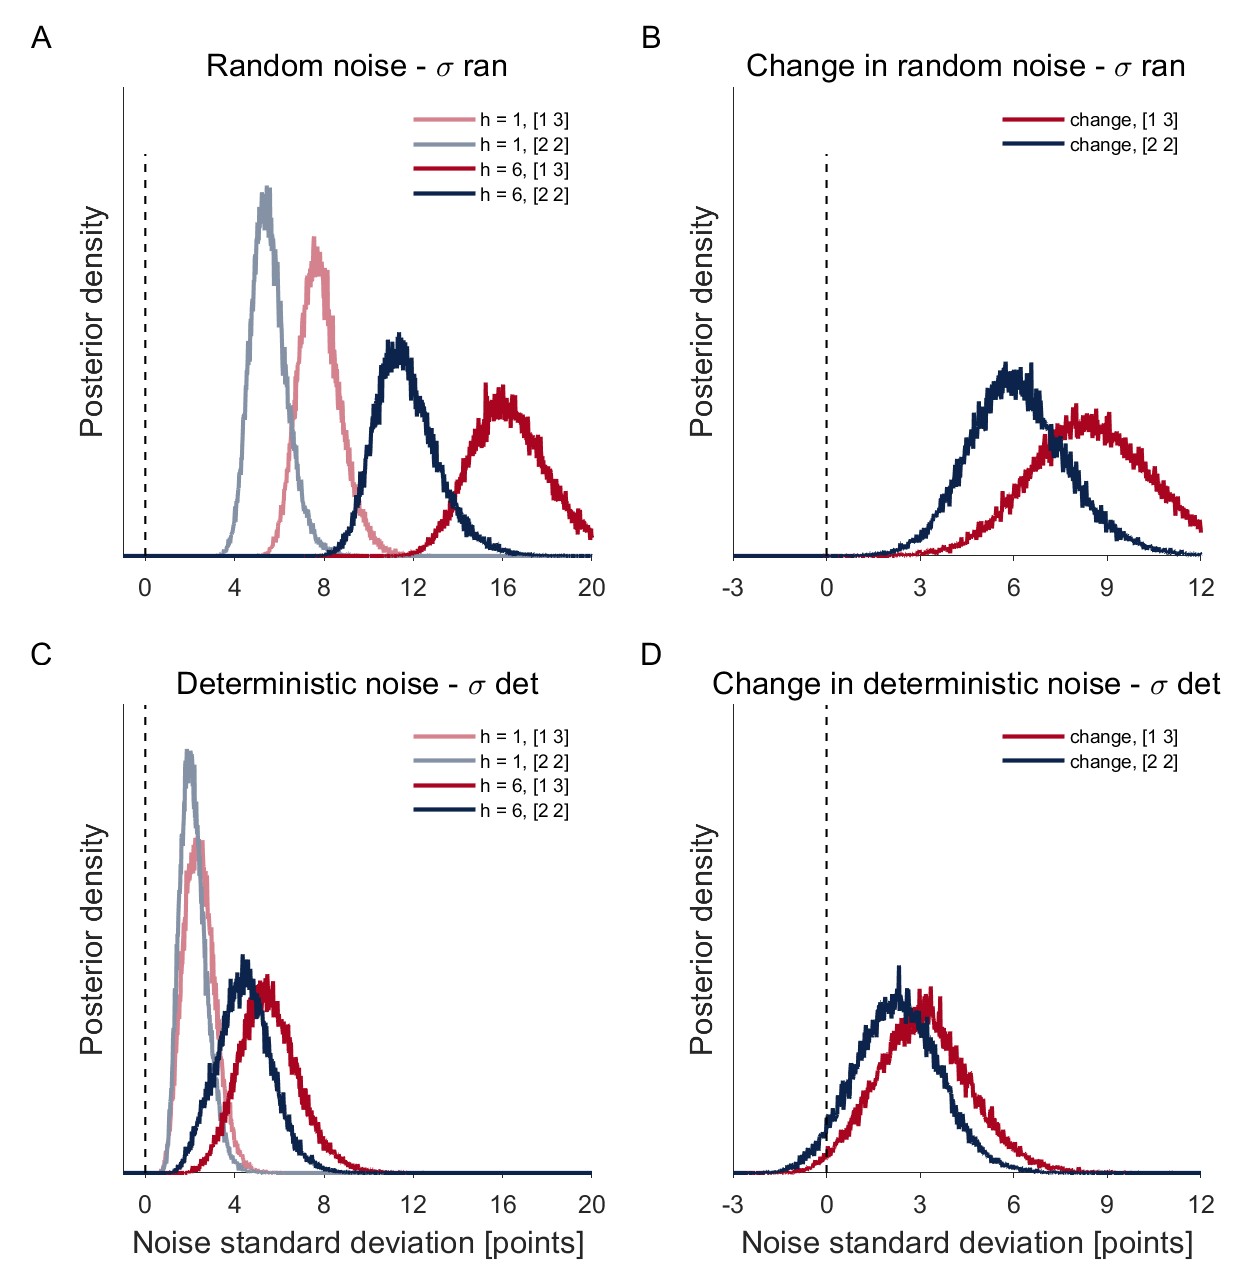 A
Random noise - σ ran
h = 1, [1 3]
h = 1, [2 2]
h = 6, [1 3]
h = 6, [2 2]
Posterior density
0 4 8 12 16 20
B
Change in random noise - σ ran
change, [1 3]
change, [2 2]
Posterior density
-3 0 3 6 9 12
C
Deterministic noise - σ det
h = 1, [1 3]
h = 1, [2 2]
h = 6, [1 3]
h = 6, [2 2]
Posterior density
0 4 8 12 16 20
Noise standard deviation [points]
D
Change in deterministic noise - σ det
change, [1 3]
change, [2 2]
Posterior density
-3 0 3 6 9 12
Noise standard deviation [points]